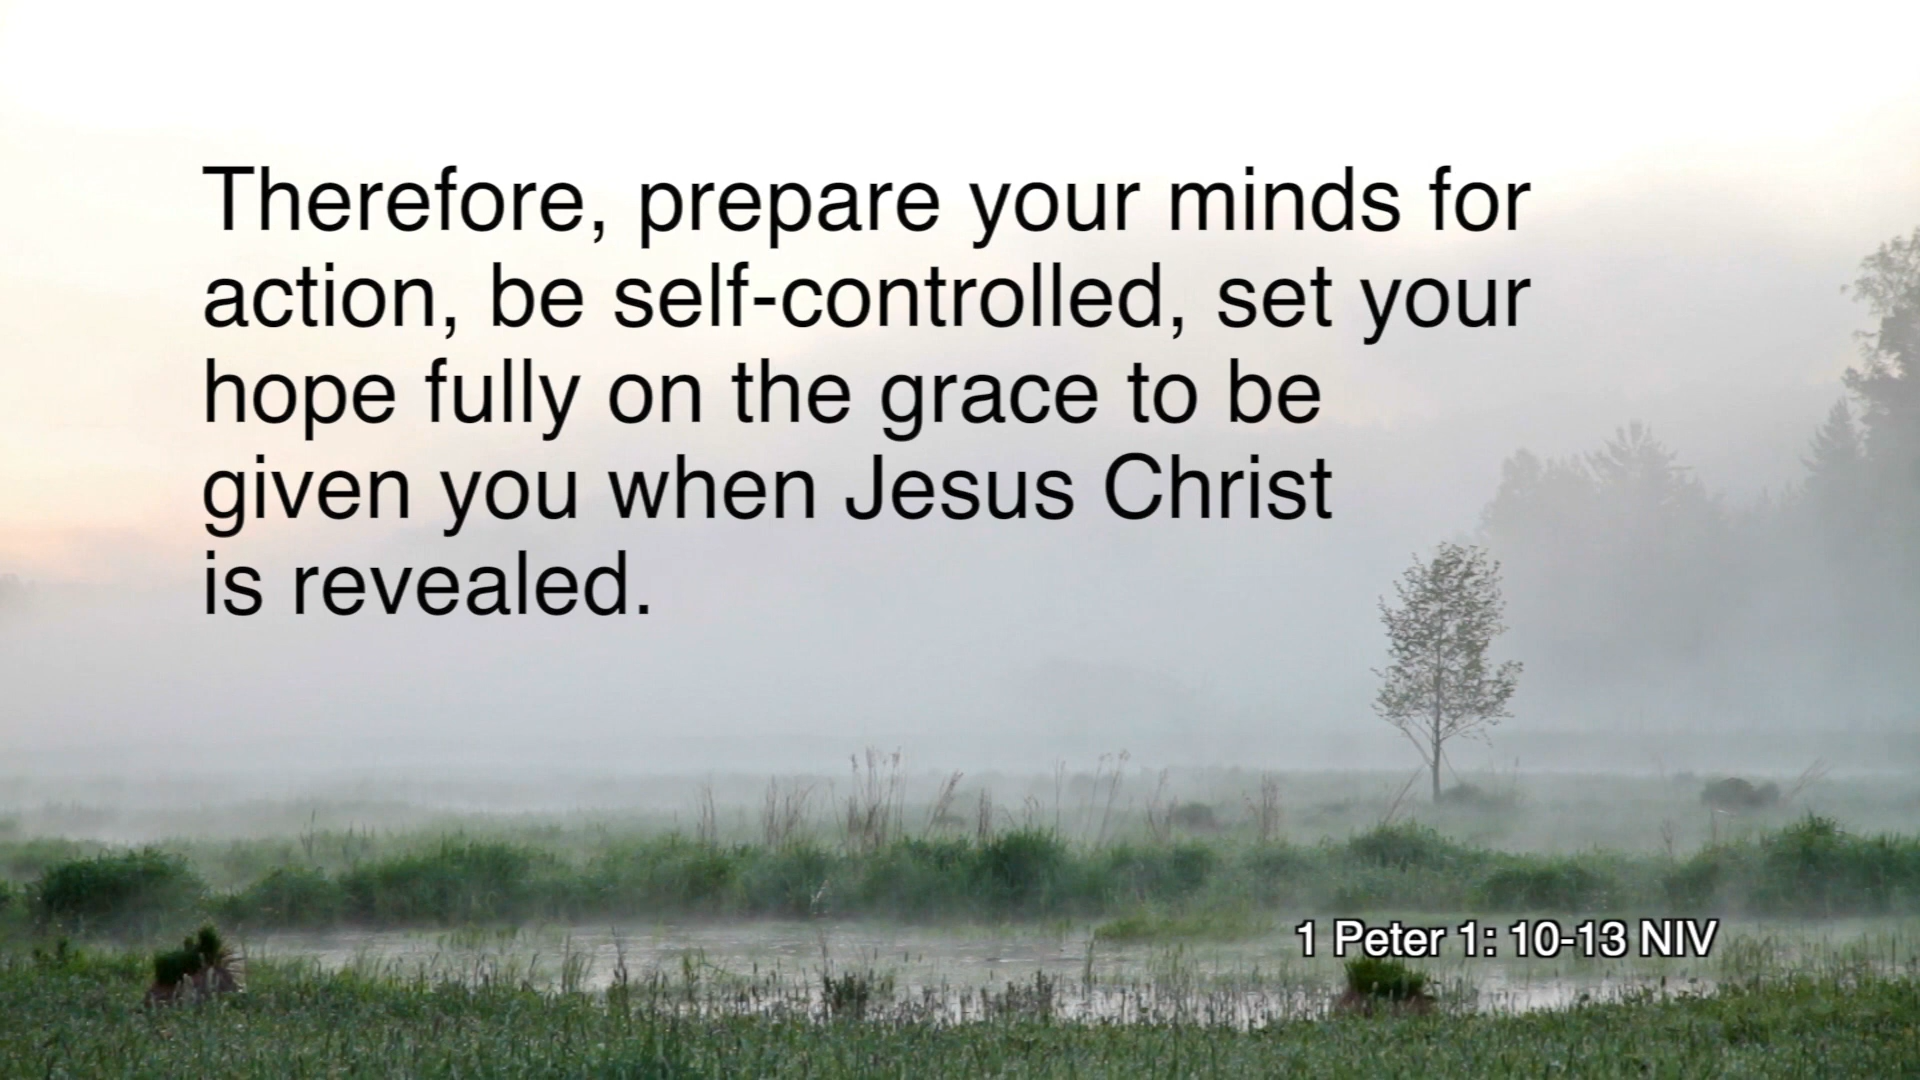 Therefore, prepare your minds for
action, be self-controlled, set your
hope fully on the grace to be
given you when Jesus Christ
is revealed.
1 Peter 1: 10-13 NIV